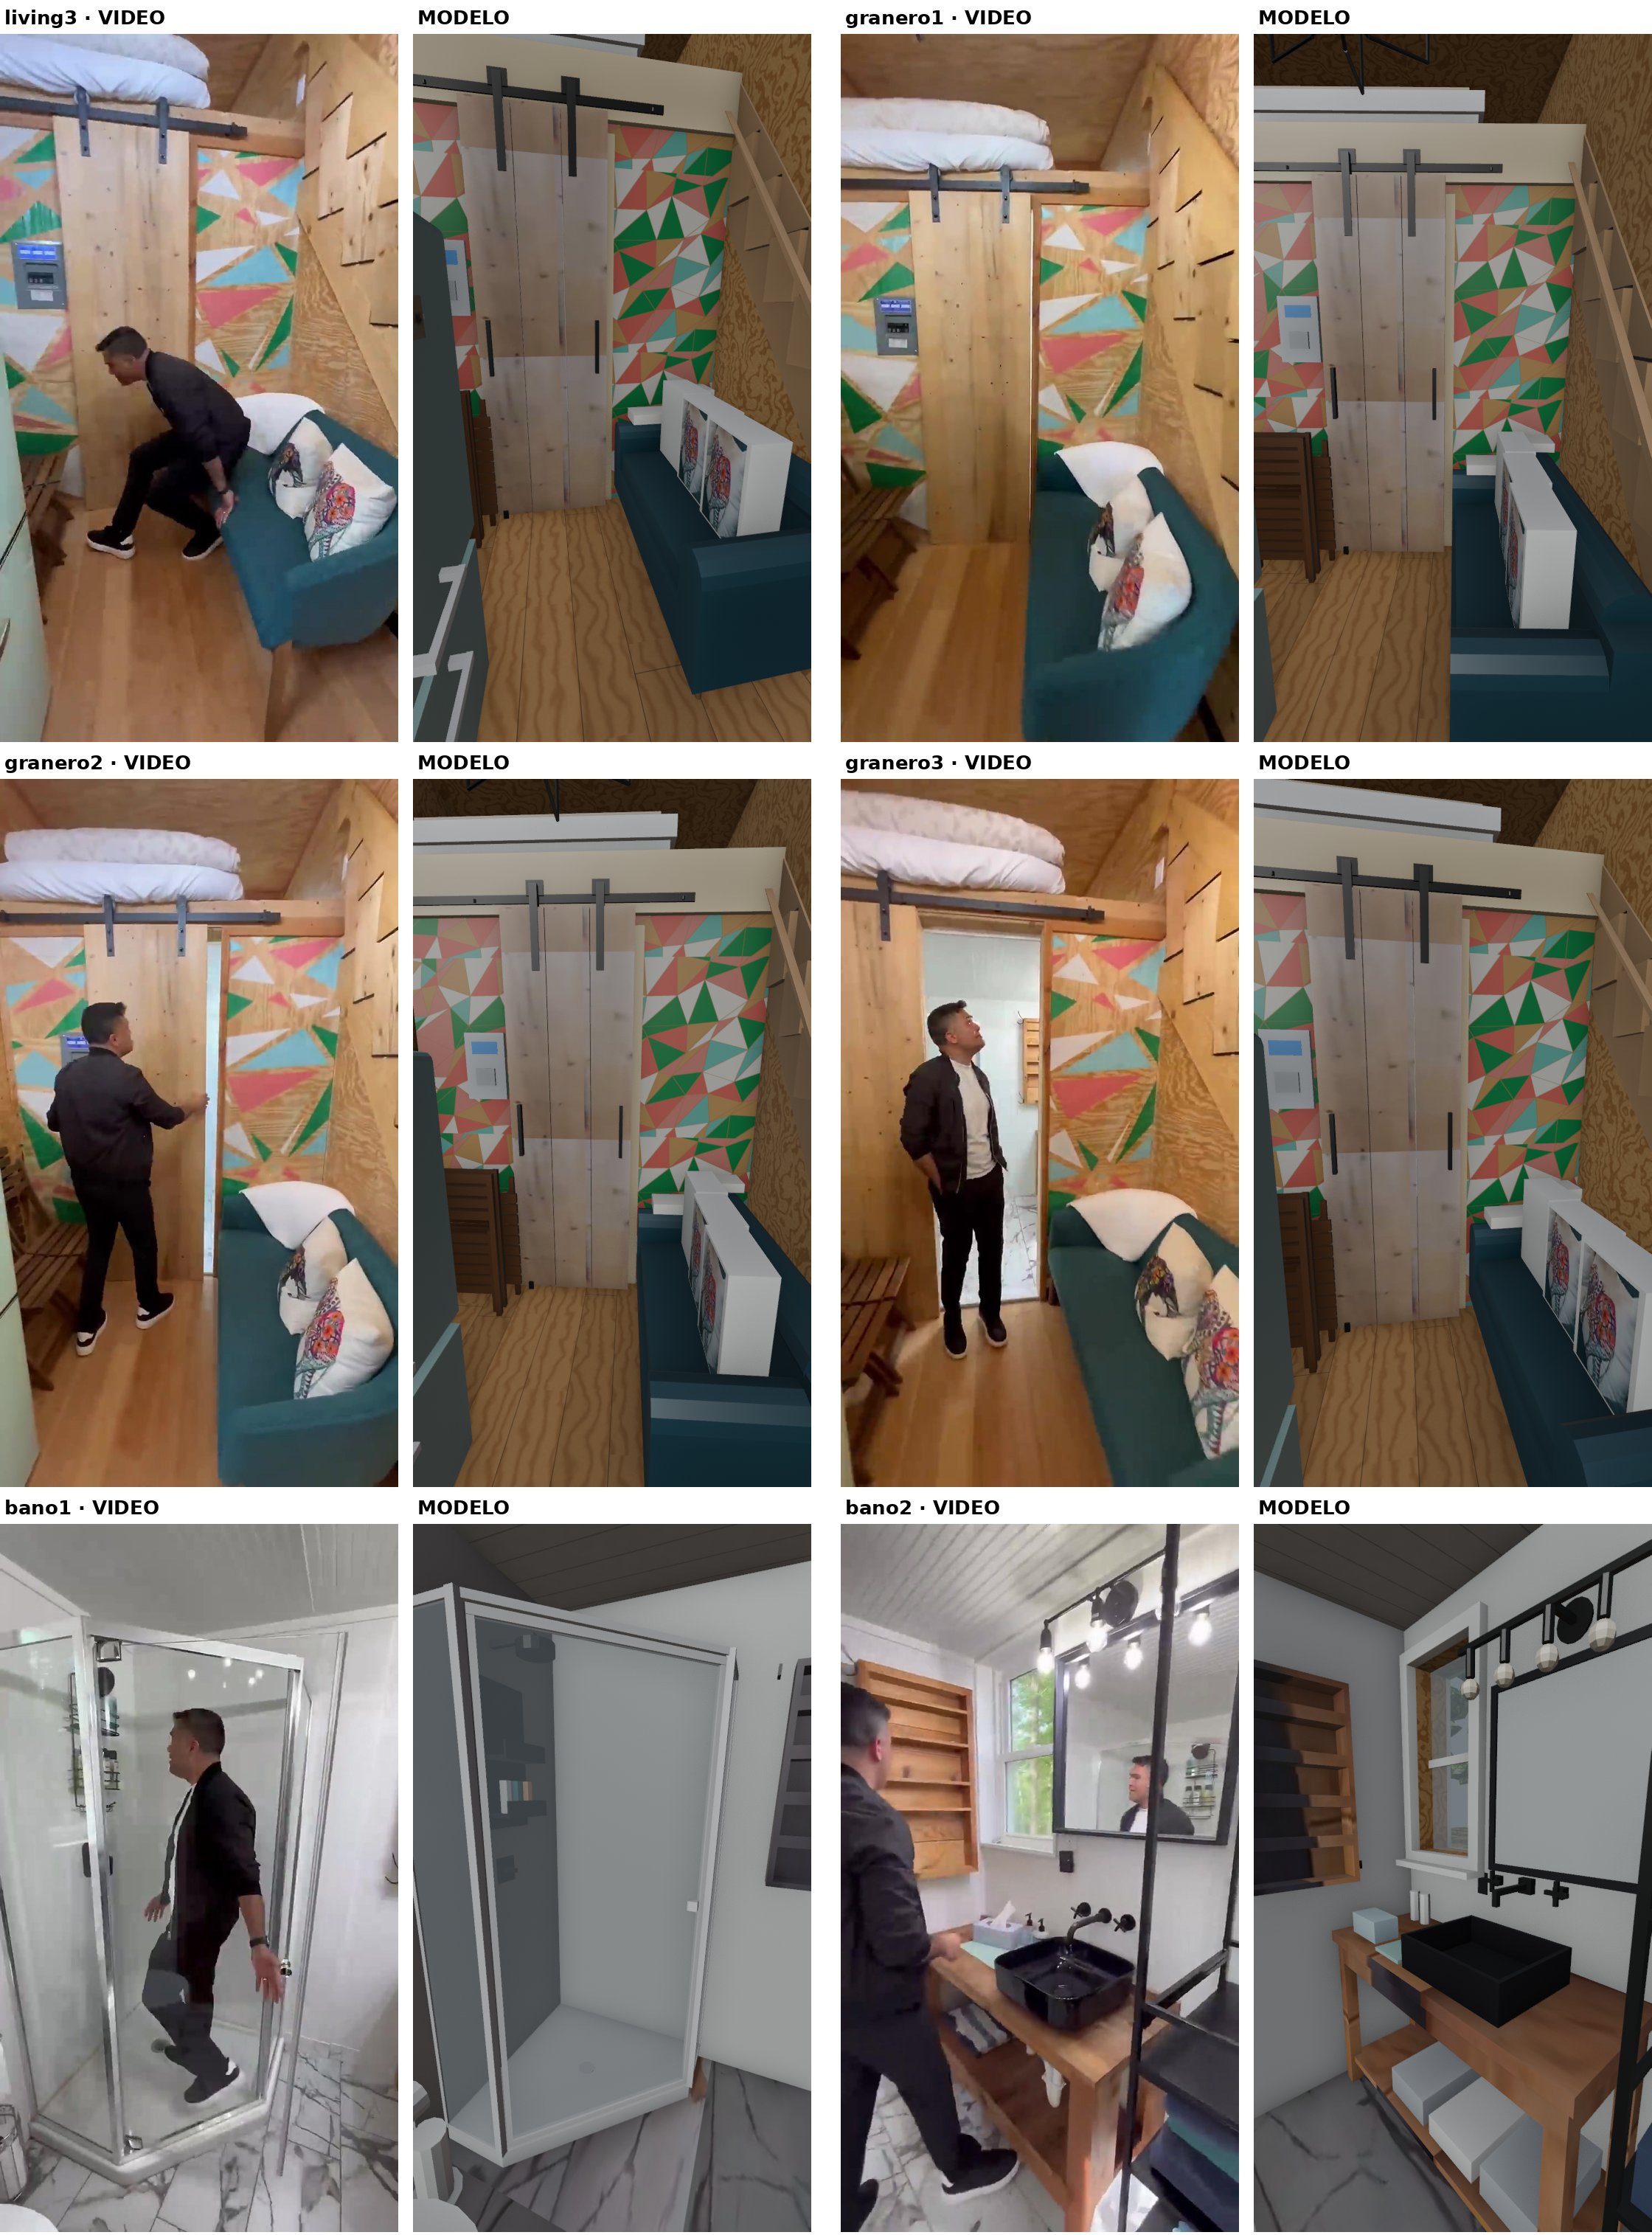 living3 · VIDEO
MODELO
granero1 · VIDEO
MODELO
granero2 · VIDEO
MODELO
granero3 · VIDEO
MODELO
bano1 · VIDEO
MODELO
bano2 · VIDEO
MODELO